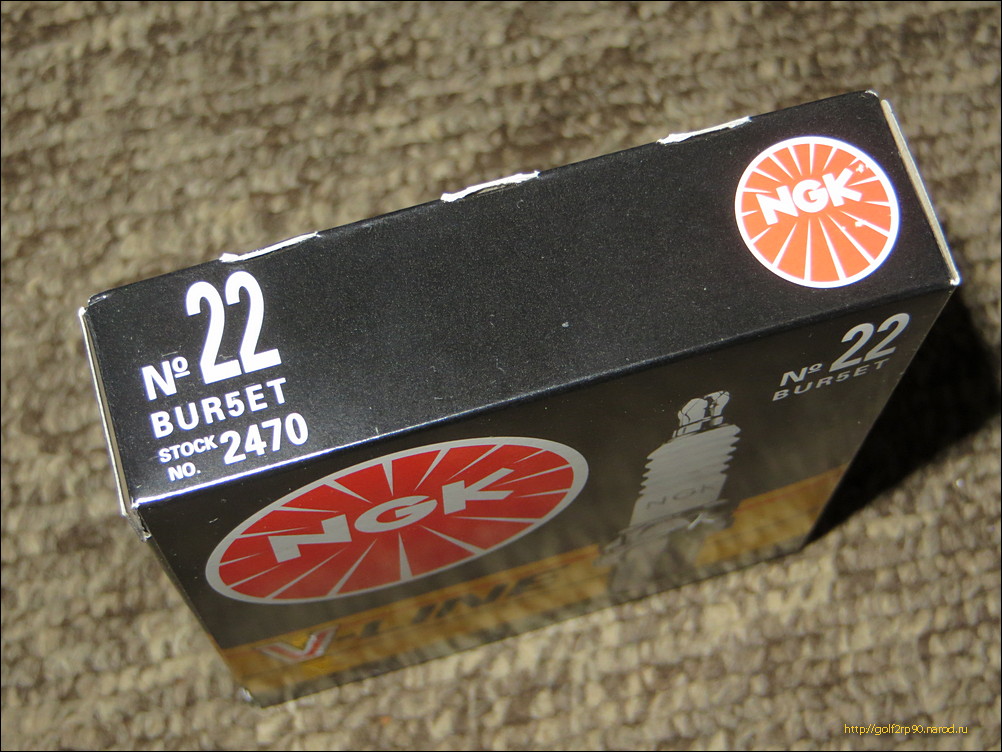 NGK
Nº 22
BUR5ET
STOCK NO. 2470
Nº 22
BUR5ET
NGK
NGK
V-LINE
http://golf2rp90.narod.ru